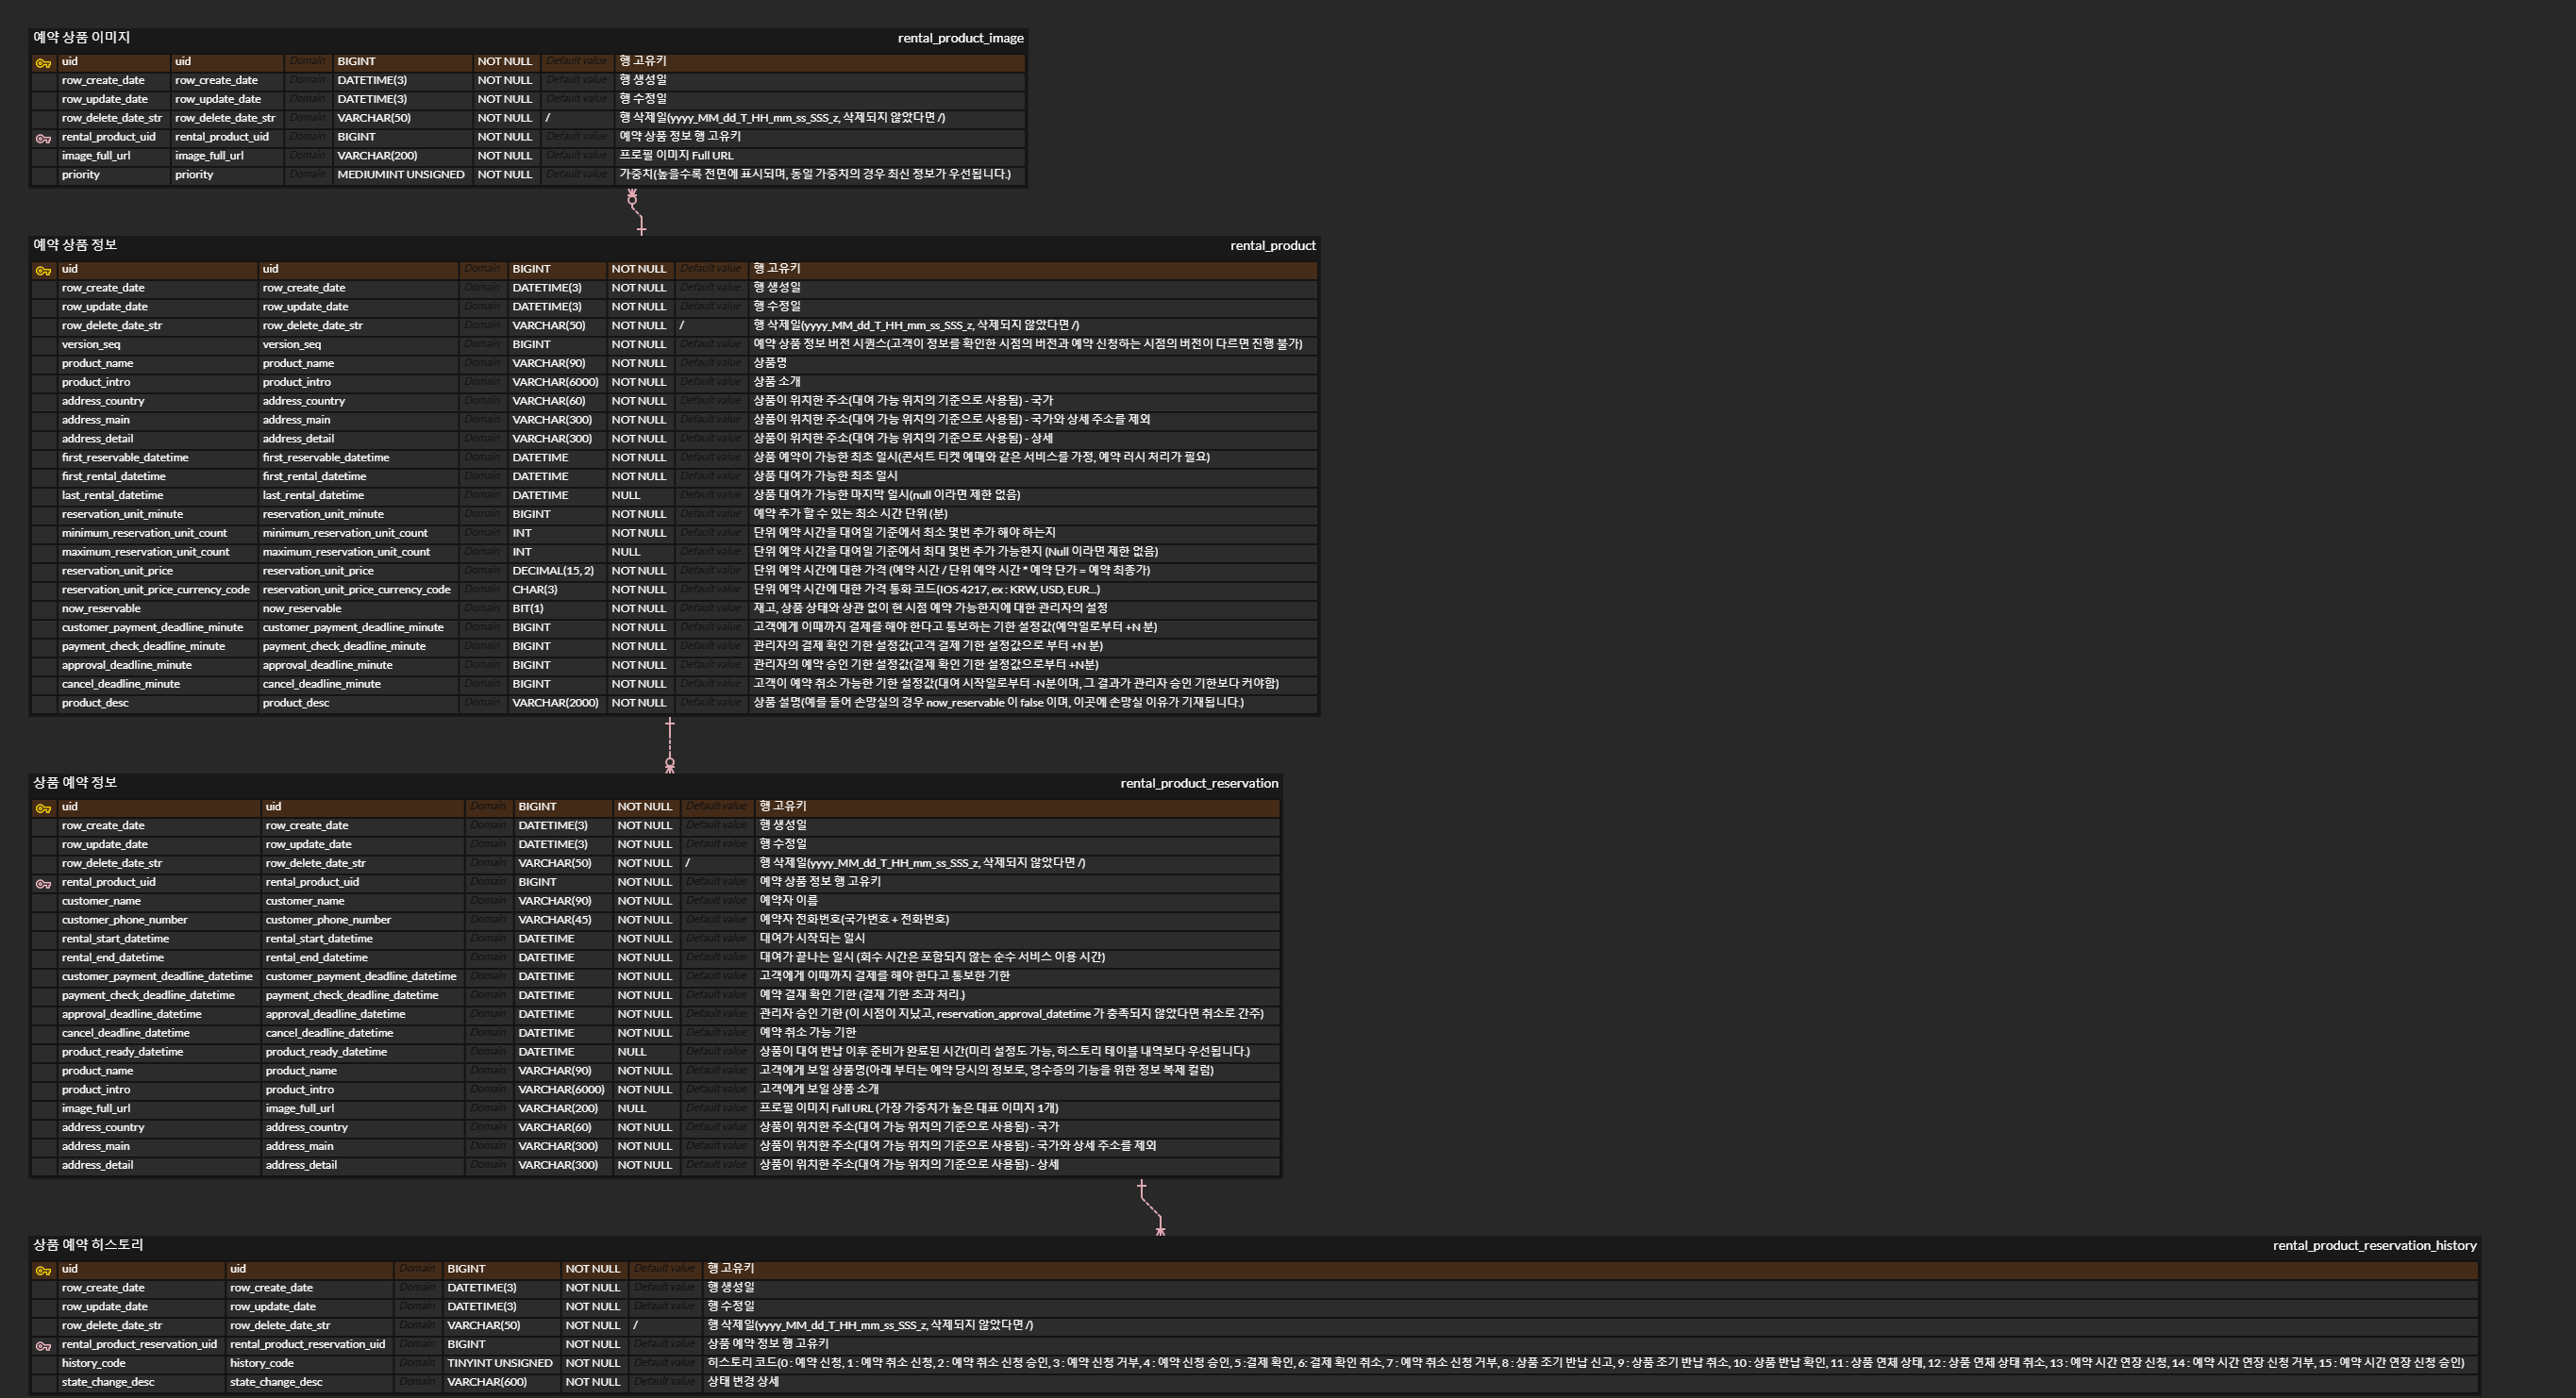 예약 상품 이미지 rental_product_image
uid uid Domain BIGINT NOT NULL Default value 행 고유키
row_create_date row_create_date Domain DATETIME(3) NOT NULL Default value 행 생성일
row_update_date row_update_date Domain DATETIME(3) NOT NULL Default value 행 수정일
row_delete_date_str row_delete_date_str Domain VARCHAR(50) NOT NULL / 행 삭제일(yyyy_MM_dd_T_HH_mm_ss_SSS_z, 삭제되지 않았다면 /)
rental_product_uid rental_product_uid Domain BIGINT NOT NULL Default value 예약 상품 정보 행 고유키
image_full_url image_full_url Domain VARCHAR(200) NOT NULL Default value 프로필 이미지 Full URL
priority priority Domain MEDIUMINT UNSIGNED NOT NULL Default value 가중치(높을수록 전면에 표시되며, 동일 가중치의 경우 최신 정보가 우선됩니다.)
예약 상품 정보 rental_product
uid uid Domain BIGINT NOT NULL Default value 행 고유키
row_create_date row_create_date Domain DATETIME(3) NOT NULL Default value 행 생성일
row_update_date row_update_date Domain DATETIME(3) NOT NULL Default value 행 수정일
row_delete_date_str row_delete_date_str Domain VARCHAR(50) NOT NULL / 행 삭제일(yyyy_MM_dd_T_HH_mm_ss_SSS_z, 삭제되지 않았다면 /)
version_seq version_seq Domain BIGINT NOT NULL Default value 예약 상품 정보 버전 시퀀스(고객이 정보를 확인한 시점의 버전과 예약 신청하는 시점의 버전이 다르면 진행 불가)
product_name product_name Domain VARCHAR(90) NOT NULL Default value 상품명
product_intro product_intro Domain VARCHAR(6000) NOT NULL Default value 상품 소개
address_country address_country Domain VARCHAR(60) NOT NULL Default value 상품이 위치한 주소(대여 가능 위치의 기준으로 사용됨) - 국가
address_main address_main Domain VARCHAR(300) NOT NULL Default value 상품이 위치한 주소(대여 가능 위치의 기준으로 사용됨) - 국가와 상세 주소를 제외
address_detail address_detail Domain VARCHAR(300) NOT NULL Default value 상품이 위치한 주소(대여 가능 위치의 기준으로 사용됨) - 상세
first_reservable_datetime first_reservable_datetime Domain DATETIME NOT NULL Default value 상품 예약이 가능한 최초 일시(콘서트 티켓 예매와 같은 서비스를 가정, 예약 러시 처리가 필요)
first_rental_datetime first_rental_datetime Domain DATETIME NOT NULL Default value 상품 대여가 가능한 최초 일시
last_rental_datetime last_rental_datetime Domain DATETIME NULL Default value 상품 대여가 가능한 마지막 일시(null 이라면 제한 없음)
reservation_unit_minute reservation_unit_minute Domain BIGINT NOT NULL Default value 예약 추가 할 수 있는 최소 시간 단위 (분)
minimum_reservation_unit_count minimum_reservation_unit_count Domain INT NOT NULL Default value 단위 예약 시간을 대여일 기준에서 최소 몇번 추가 해야 하는지
maximum_reservation_unit_count maximum_reservation_unit_count Domain INT NULL Default value 단위 예약 시간을 대여일 기준에서 최대 몇번 추가 가능한지 (Null 이라면 제한 없음)
reservation_unit_price reservation_unit_price Domain DECIMAL(15, 2) NOT NULL Default value 단위 예약 시간에 대한 가격 (예약 시간 / 단위 예약 시간 * 예약 단가 = 예약 최종가)
reservation_unit_price_currency_code reservation_unit_price_currency_code Domain CHAR(3) NOT NULL Default value 단위 예약 시간에 대한 가격 통화 코드(IOS 4217, ex : KRW, USD, EUR...)
now_reservable now_reservable Domain BIT(1) NOT NULL Default value 재고, 상품 상태와 상관 없이 현 시점 예약 가능한지에 대한 관리자의 설정
customer_payment_deadline_minute customer_payment_deadline_minute Domain BIGINT NOT NULL Default value 고객에게 이때까지 결제를 해야 한다고 통보하는 기한 설정값(예약일로부터 +N 분)
payment_check_deadline_minute payment_check_deadline_minute Domain BIGINT NOT NULL Default value 관리자의 결제 확인 기한 설정값(고객 결제 기한 설정값으로 부터 +N 분)
approval_deadline_minute approval_deadline_minute Domain BIGINT NOT NULL Default value 관리자의 예약 승인 기한 설정값(결제 확인 기한 설정값으로부터 +N분)
cancel_deadline_minute cancel_deadline_minute Domain BIGINT NOT NULL Default value 고객이 예약 취소 가능한 기한 설정값(대여 시작일로부터 -N분이며, 그 결과가 관리자 승인 기한보다 커야함)
product_desc product_desc Domain VARCHAR(2000) NOT NULL Default value 상품 설명(예를 들어 손망실의 경우 now_reservable 이 false 이며, 이곳에 손망실 이유가 기재됩니다.)
상품 예약 정보 rental_product_reservation
uid uid Domain BIGINT NOT NULL Default value 행 고유키
row_create_date row_create_date Domain DATETIME(3) NOT NULL Default value 행 생성일
row_update_date row_update_date Domain DATETIME(3) NOT NULL Default value 행 수정일
row_delete_date_str row_delete_date_str Domain VARCHAR(50) NOT NULL / 행 삭제일(yyyy_MM_dd_T_HH_mm_ss_SSS_z, 삭제되지 않았다면 /)
rental_product_uid rental_product_uid Domain BIGINT NOT NULL Default value 예약 상품 정보 행 고유키
customer_name customer_name Domain VARCHAR(90) NOT NULL Default value 예약자 이름
customer_phone_number customer_phone_number Domain VARCHAR(45) NOT NULL Default value 예약자 전화번호(국가번호 + 전화번호)
rental_start_datetime rental_start_datetime Domain DATETIME NOT NULL Default value 대여가 시작되는 일시
rental_end_datetime rental_end_datetime Domain DATETIME NOT NULL Default value 대여가 끝나는 일시 (회수 시간은 포함되지 않는 순수 서비스 이용 시간)
customer_payment_deadline_datetime customer_payment_deadline_datetime Domain DATETIME NOT NULL Default value 고객에게 이때까지 결제를 해야 한다고 통보한 기한
payment_check_deadline_datetime payment_check_deadline_datetime Domain DATETIME NOT NULL Default value 예약 결재 확인 기한 (결재 기한 초과 처리.)
approval_deadline_datetime approval_deadline_datetime Domain DATETIME NOT NULL Default value 관리자 승인 기한 (이 시점이 지났고, reservation_approval_datetime 가 충족되지 않았다면 취소로 간주)
cancel_deadline_datetime cancel_deadline_datetime Domain DATETIME NOT NULL Default value 예약 취소 가능 기한
product_ready_datetime product_ready_datetime Domain DATETIME NULL Default value 상품이 대여 반납 이후 준비가 완료된 시간(미리 설정도 가능, 히스토리 테이블 내역보다 우선됩니다.)
product_name product_name Domain VARCHAR(90) NOT NULL Default value 고객에게 보일 상품명(아래 부터는 예약 당시의 정보로, 영수증의 기능을 위한 정보 복제 컬럼)
product_intro product_intro Domain VARCHAR(6000) NOT NULL Default value 고객에게 보일 상품 소개
image_full_url image_full_url Domain VARCHAR(200) NULL Default value 프로필 이미지 Full URL (가장 가중치가 높은 대표 이미지 1개)
address_country address_country Domain VARCHAR(60) NOT NULL Default value 상품이 위치한 주소(대여 가능 위치의 기준으로 사용됨) - 국가
address_main address_main Domain VARCHAR(300) NOT NULL Default value 상품이 위치한 주소(대여 가능 위치의 기준으로 사용됨) - 국가와 상세 주소를 제외
address_detail address_detail Domain VARCHAR(300) NOT NULL Default value 상품이 위치한 주소(대여 가능 위치의 기준으로 사용됨) - 상세
상품 예약 히스토리 rental_product_reservation_history
uid uid Domain BIGINT NOT NULL Default value 행 고유키
row_create_date row_create_date Domain DATETIME(3) NOT NULL Default value 행 생성일
row_update_date row_update_date Domain DATETIME(3) NOT NULL Default value 행 수정일
row_delete_date_str row_delete_date_str Domain VARCHAR(50) NOT NULL / 행 삭제일(yyyy_MM_dd_T_HH_mm_ss_SSS_z, 삭제되지 않았다면 /)
rental_product_reservation_uid rental_product_reservation_uid Domain BIGINT NOT NULL Default value 상품 예약 정보 행 고유키
history_code history_code Domain TINYINT UNSIGNED NOT NULL Default value 히스토리 코드(0 : 예약 신청, 1 : 예약 취소 신청, 2 : 예약 취소 신청 승인, 3 : 예약 신청 거부, 4 : 예약 신청 승인, 5 :결제 확인, 6: 결제 확인 취소, 7 : 예약 취소 신청 거부, 8 : 상품 조기 반납 신고, 9 : 상품 조기 반납 취소, 10 : 상품 반납 확인, 11 : 상품 연체 상태, 12 : 상품 연체 상태 취소, 13 : 예약 시간 연장 신청, 14 : 예약 시간 연장 신청 거부, 15 : 예약 시간 연장 신청 승인)
state_change_desc state_change_desc Domain VARCHAR(600) NOT NULL Default value 상태 변경 상세